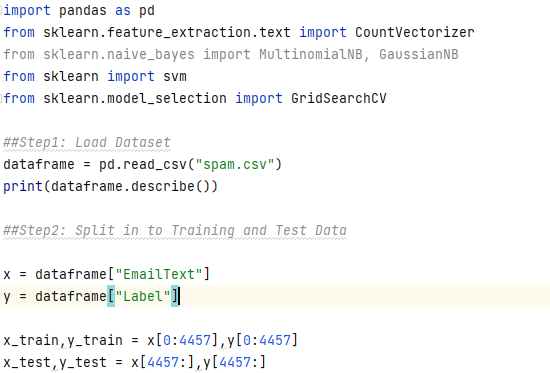 import pandas as pd
from sklearn.feature_extraction.text import CountVectorizer
from sklearn.naive_bayes import MultinomialNB, GaussianNB
from sklearn import svm
from sklearn.model_selection import GridSearchCV
##Step1: Load Dataset
dataframe = pd.read_csv("spam.csv")
print(dataframe.describe())
##Step2: Split in to Training and Test Data
x = dataframe["EmailText"]
y = dataframe["Label"]
x_train,y_train = x[0:4457],y[0:4457]
x_test,y_test = x[4457:],y[4457:]